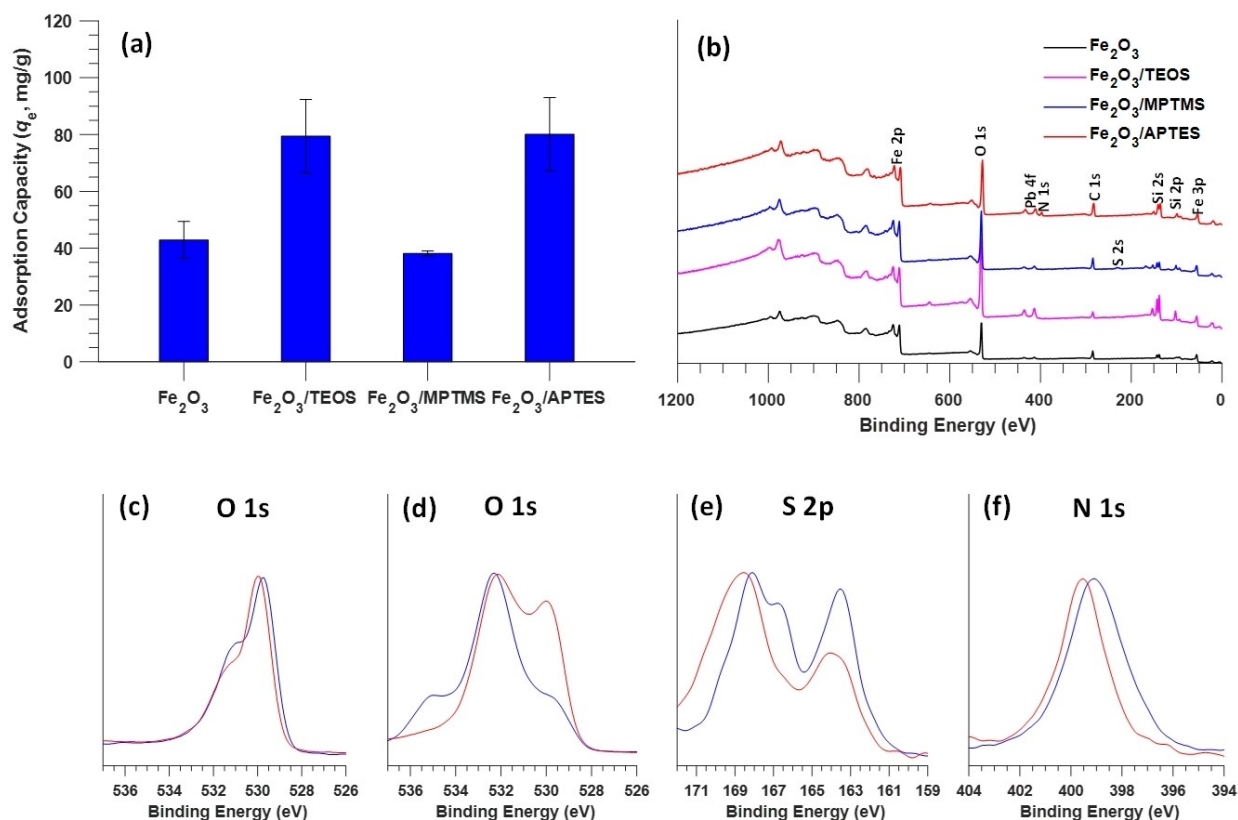 (a)
Adsorption Capacity (qe, mg/g)
120
100
80
60
40
20
0
Fe2O3
Fe2O3/TEOS
Fe2O3/MPTMS
Fe2O3/APTES
(b)
Fe2O3
Fe2O3/TEOS
Fe2O3/MPTMS
Fe2O3/APTES
Fe 2p
O 1s
Pb 4f
N 1s
C 1s
S 2s
Si 2s
Si 2p
Fe 3p
1200 1000 800 600 400 200 0
Binding Energy (eV)
(c) O 1s
536 534 532 530 528 526
Binding Energy (eV)
(d) O 1s
536 534 532 530 528 526
Binding Energy (eV)
(e) S 2p
171 169 167 165 163 161 159
Binding Energy (eV)
(f) N 1s
404 402 400 398 396 394
Binding Energy (eV)